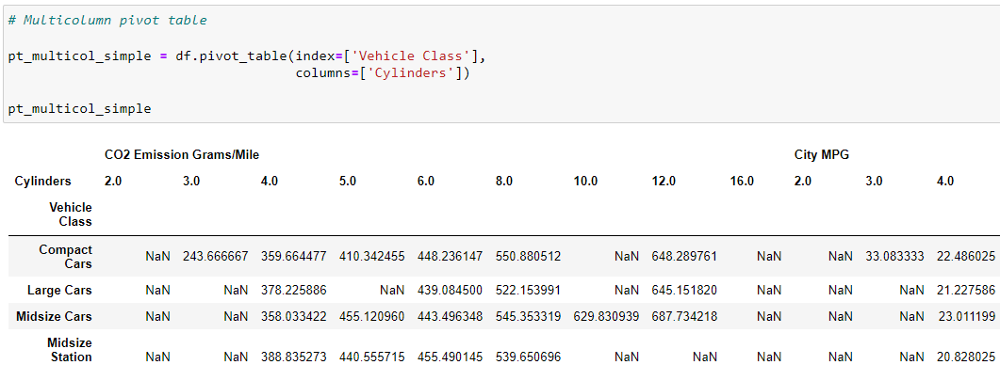 # Multicolumn pivot table
pt_multicol_simple = df.pivot_table(index=['Vehicle Class'],
columns=['Cylinders'])
pt_multicol_simple
CO2 Emission Grams/Mile City MPG
Cylinders 2.0 3.0 4.0 5.0 6.0 8.0 10.0 12.0 16.0 2.0 3.0 4.0
Vehicle
Class
Compact
Cars NaN 243.666667 359.664477 410.342455 448.236147 550.880512 NaN 648.289761 NaN NaN 33.083333 22.486025
Large Cars NaN NaN 378.225886 NaN 439.084500 522.153991 NaN 645.151820 NaN NaN NaN 21.227586
Midsize Cars NaN NaN 358.033422 455.120960 443.496348 545.353319 629.830939 687.734218 NaN NaN NaN 23.011199
Midsize
Station NaN NaN 388.835273 440.555715 455.490145 539.650696 NaN NaN NaN NaN NaN 20.828025